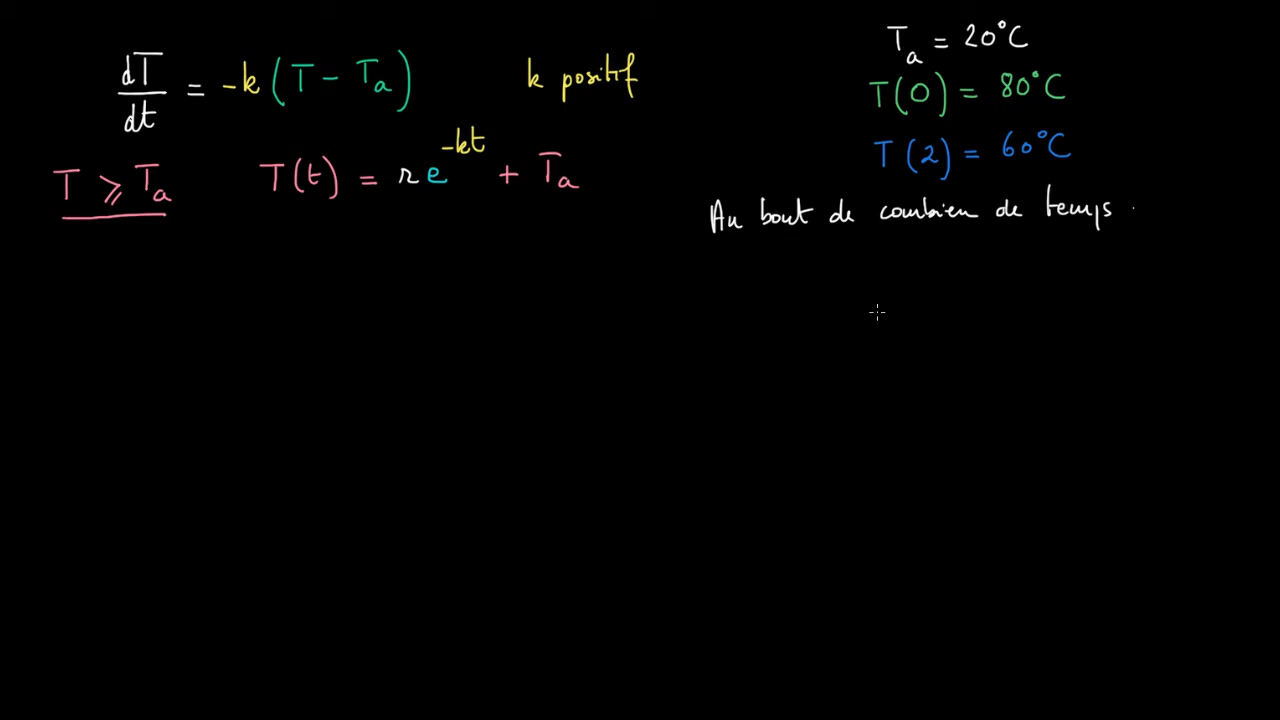 dT/dt = -k (T - Ta) k positif
T ⩾ Ta T(t) = r e^-kt + Ta
Ta = 20°C
T(0) = 80°C
T(2) = 60°C
Au bout de combien de temps